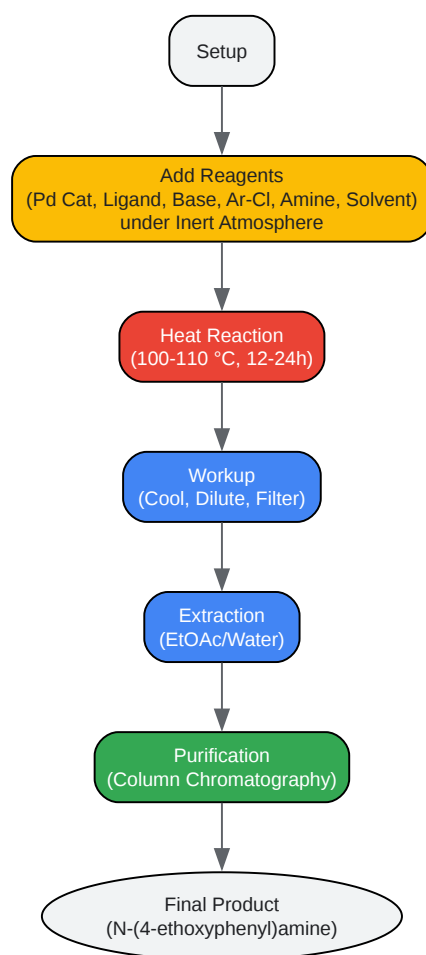 Setup
Add Reagents
(Pd Cat, Ligand, Base, Ar-Cl, Amine, Solvent)
under Inert Atmosphere
Heat Reaction
(100-110 °C, 12-24h)
Workup
(Cool, Dilute, Filter)
Extraction
(EtOAc/Water)
Purification
(Column Chromatography)
Final Product
(N-(4-ethoxyphenyl)amine)